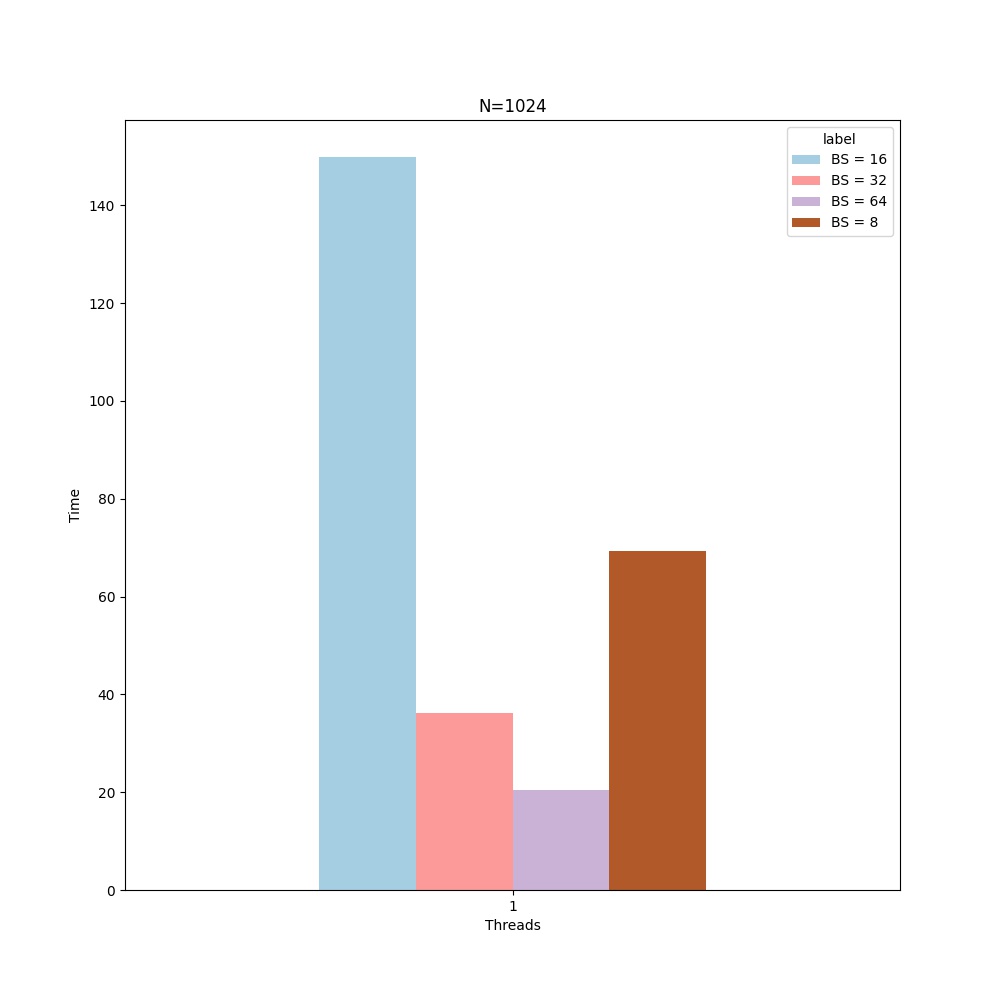 N=1024
label
BS = 16
BS = 32
BS = 64
BS = 8
140
120
100
80
60
40
20
0
Time
1
Threads